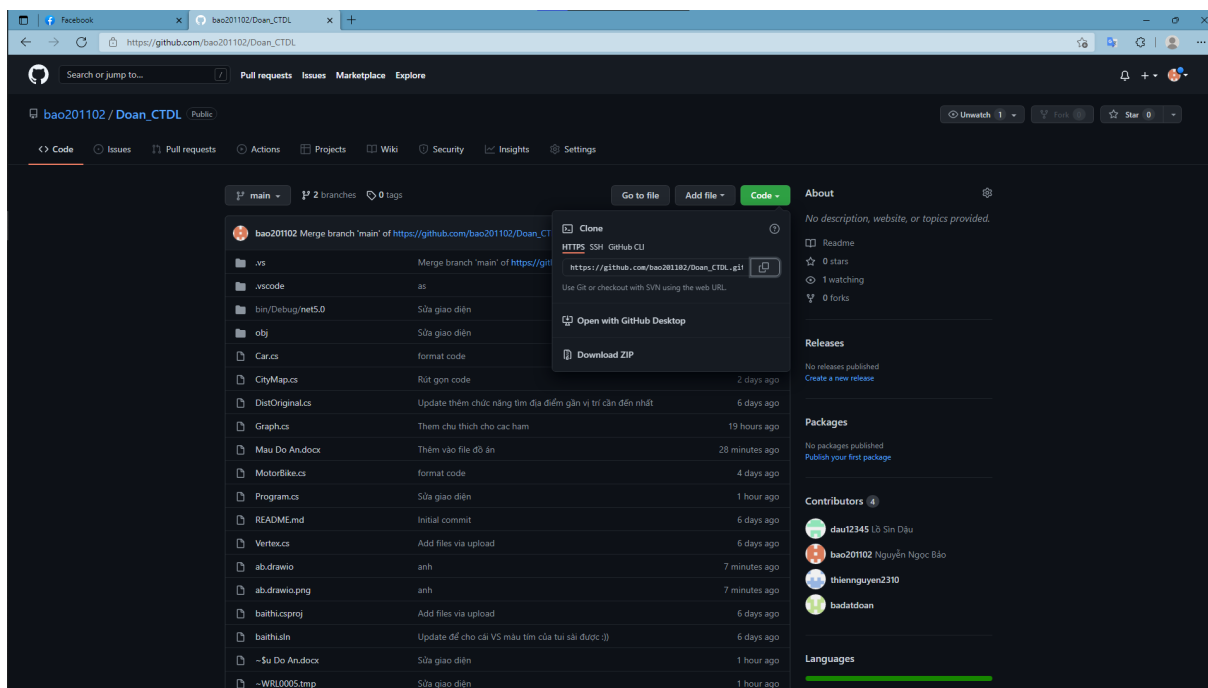 Facebook
bao201102/Doan_CTDL
https://github.com/bao201102/Doan_CTDL
Search or jump to... /
Pull requests Issues Marketplace Explore
bao201102 / Doan_CTDL Public
Unwatch 1 Fork 0 Star 0
Code Issues Pull requests Actions Projects Wiki Security Insights Settings
main 2 branches 0 tags
Go to file Add file Code
bao201102 Merge branch 'main' of https://github.com/bao201102/Doan_CT
.vs Merge branch 'main' of https://git
.vscode as
bin/Debug/net5.0 Sửa giao diện
obj Sửa giao diện
Car.cs format code
CityMap.cs Rút gọn code 2 days ago
DistOriginal.cs Update thêm chức năng tìm địa điểm gần vị trí cần đến nhất 6 days ago
Graph.cs Them chu thich cho cac ham 19 hours ago
Mau Do An.docx Thêm vào file đồ án 28 minutes ago
MotorBike.cs format code 4 days ago
Program.cs Sửa giao diện 1 hour ago
README.md Initial commit 6 days ago
Vertex.cs Add files via upload 6 days ago
ab.drawio anh 7 minutes ago
ab.drawio.png anh 7 minutes ago
baithi.csproj Add files via upload 6 days ago
baithi.sln Update để cho cái VS màu tím của tui sài được :)) 6 days ago
~$u Do An.docx Sửa giao diện 1 hour ago
~WRL0005.tmp Sửa giao diện 1 hour ago
Clone
HTTPS SSH GitHub CLI
https://github.com/bao201102/Doan_CTDL.git
Use Git or checkout with SVN using the web URL.
Open with GitHub Desktop
Download ZIP
About
No description, website, or topics provided.
Readme
0 stars
1 watching
0 forks
Releases
No releases published
Create a new release
Packages
No packages published
Publish your first package
Contributors 4
dau12345 Lồ Sìn Dậu
bao201102 Nguyễn Ngọc Bảo
thiennguyen2310
badatdoan
Languages